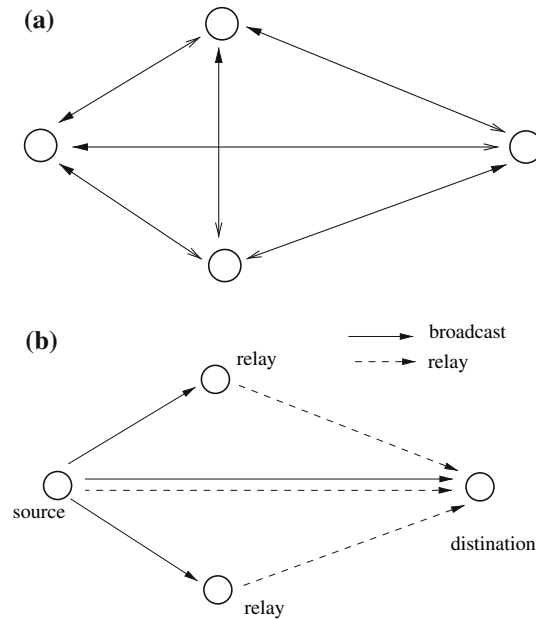 (a)
(b)
broadcast
relay
relay
source
distination
relay